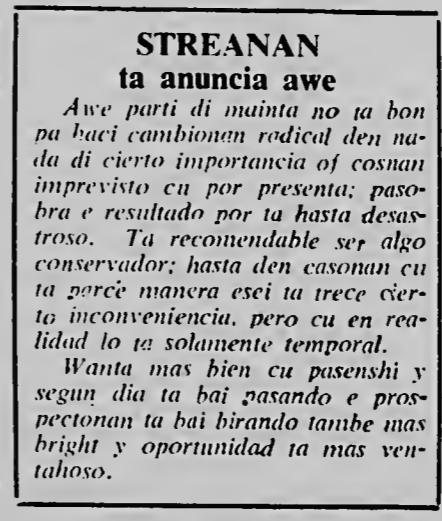 STREANAN
ta anuncia awe
Awe parti di mainta no ta bon
pa haci cambionan radical den na-
da di cierto importancia of cosnan
imprevisto cu por presenta; paso-
bra e resultado por ta hasta desas-
troso. Ta recomendable ser algo
conservador; hasta den casonan cu
ta parce manera esei ta trece cier-
to inconveniencia, pero cu en rea-
lidad lo ta solamente temporal.
Wanta mas bien cu pasenshi y
segun dia ta bai pasando e pros-
pectonan ta bai birando tambe mas
bright y oportunidad ta mas ven-
tahoso.